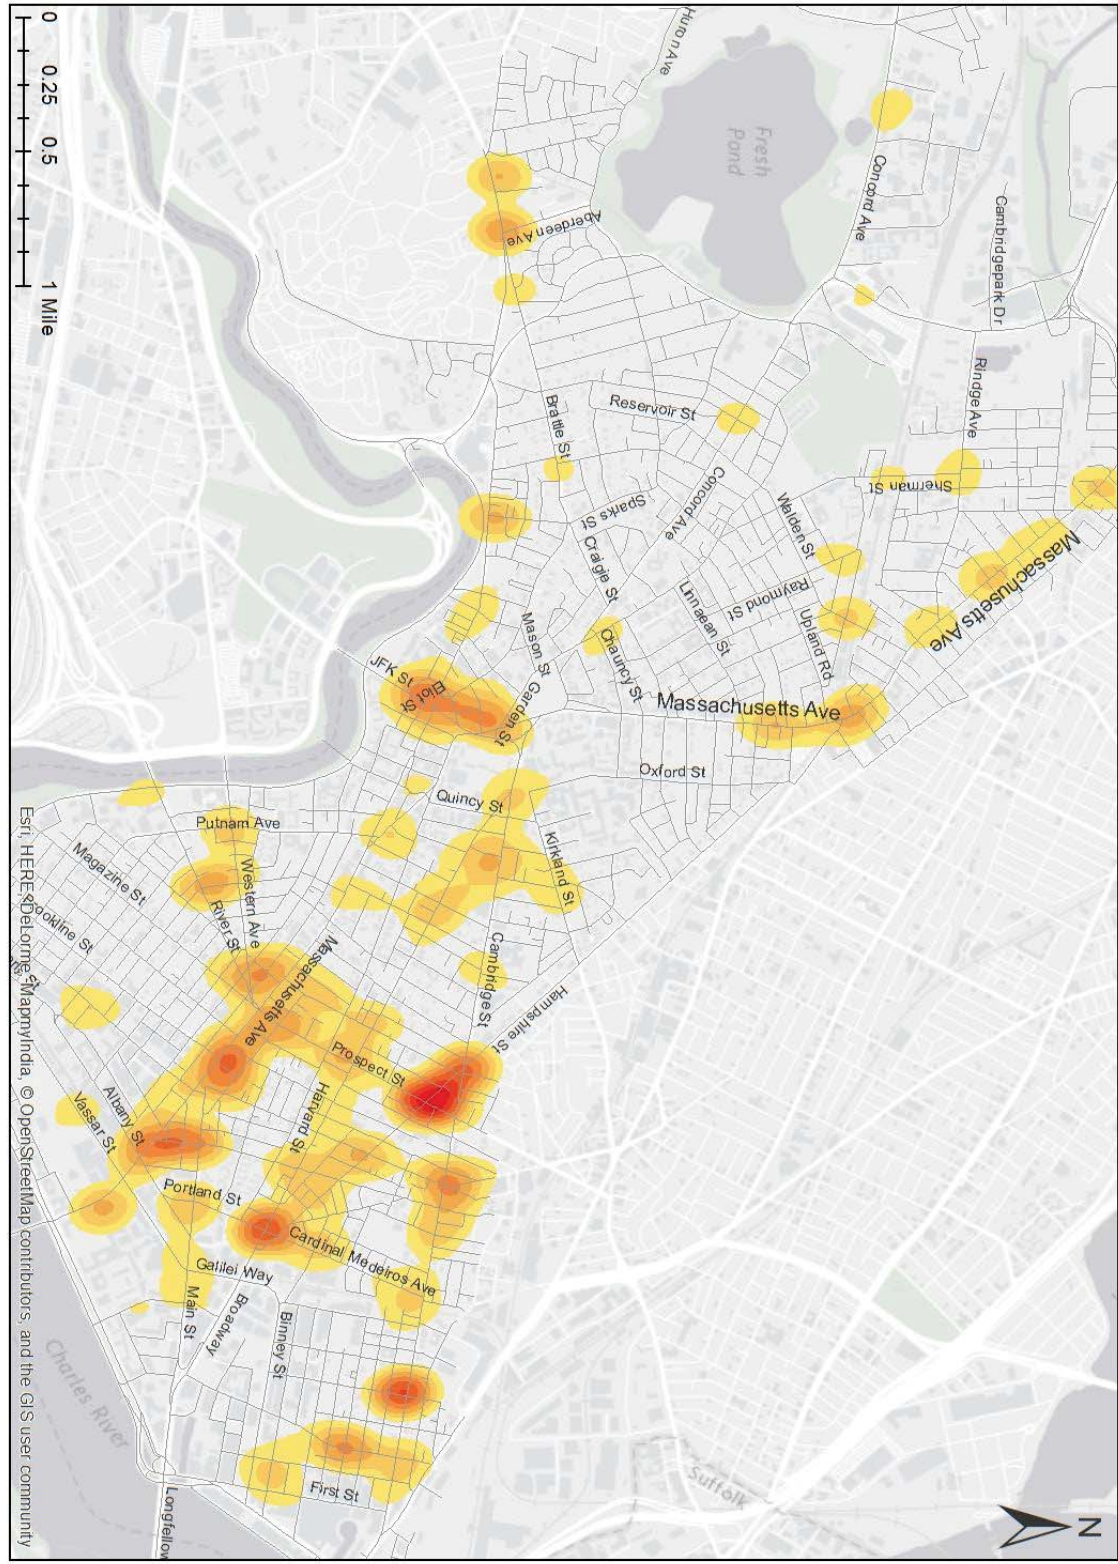 0 0.25 0.5 1 Mile
Huron Ave
Fresh
Pond
Concord Ave
Cambridgepark Dr
Aberdeen Ave
Rindge Ave
Reservoir St
Brattle St
Sherman St
Concord Ave
Sparks St
Walden St
Massachusetts Ave
Craigie St
Raymond St
Linnaean St
Upland Rd
Mason St
Chauncy St
JFK St
Eliot St
Garden St
Massachusetts Ave
Oxford St
Quincy St
Kirkland St
Putnam Ave
Magazine St
Western Ave
River St
Massachusetts Ave
Cambridge St
Hampshire St
Prospect St
Harvard St
Albany St
Vassar St
Portland St
Cardinal Medeiros Ave
Galilei Way
Main St
Broadway
Binney St
First St
Charles River
Longfellow
Suffolk
N
Esri, HERE, DeLorme, MapmyIndia, © OpenStreetMap contributors, and the GIS user community